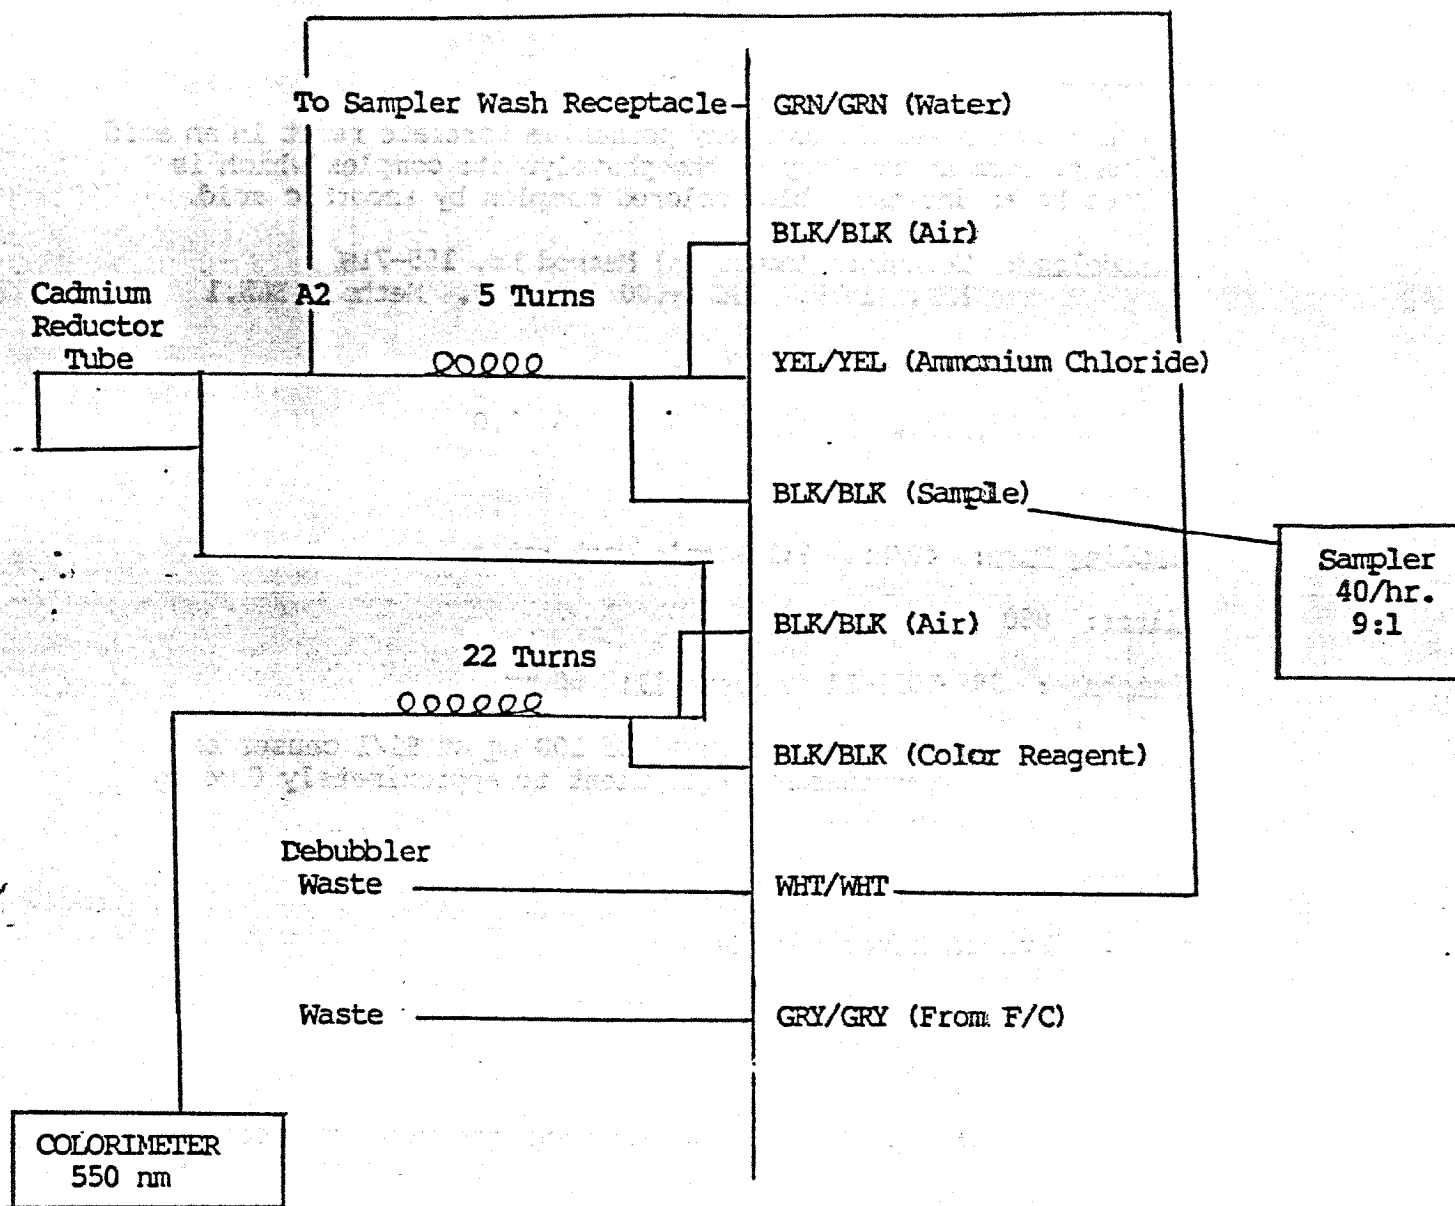 To Sampler Wash Receptacle
GRN/GRN (Water)
BLK/BLK (Air)
Cadmium
Reductor
Tube
A2
5 Turns
YEL/YEL (Ammonium Chloride)
BLK/BLK (Sample)
Sampler
40/hr.
9:1
BLK/BLK (Air)
22 Turns
BLK/BLK (Color Reagent)
Debubbler
Waste
WHT/WHT
Waste
GRY/GRY (From F/C)
COLORIMETER
550 nm